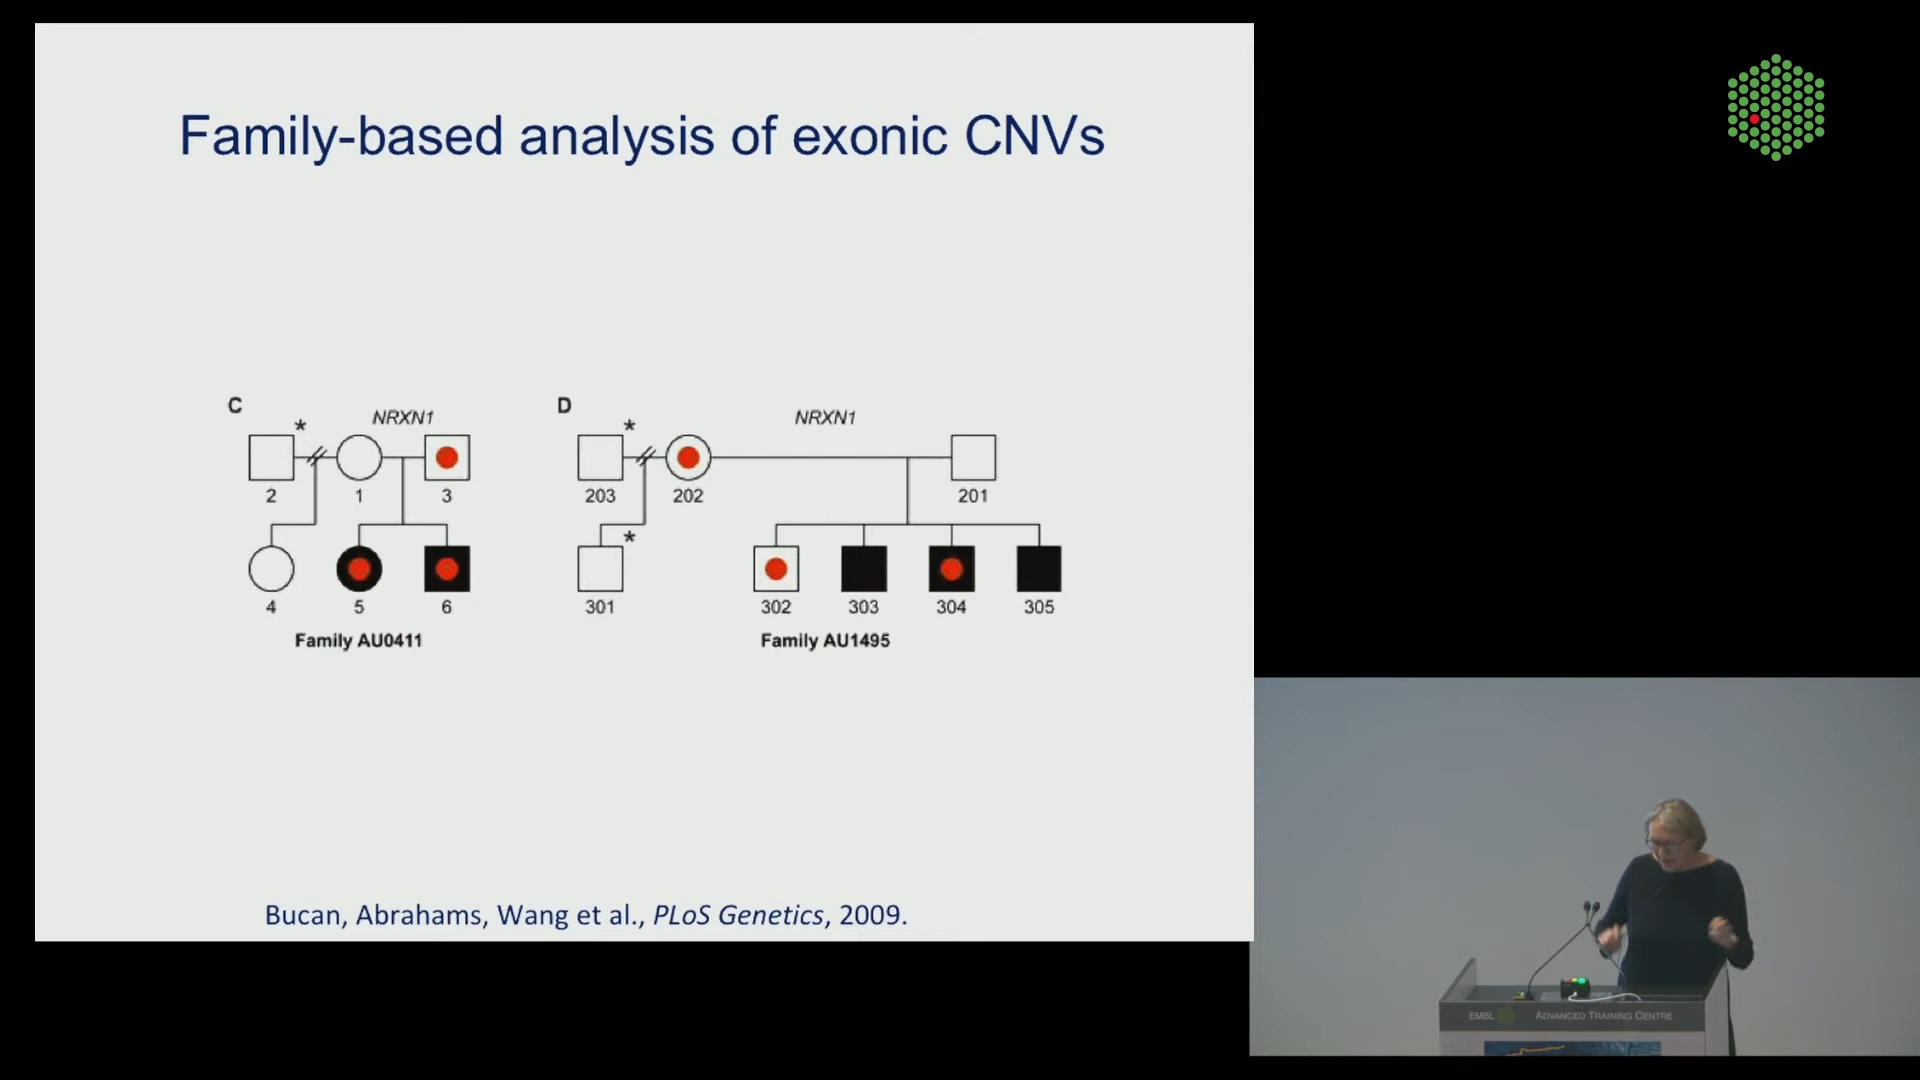 Family-based analysis of exonic CNVs
C
*
NRXN1
2
1
3
4
5
6
Family AU0411
D
*
NRXN1
203
202
201
*
301
302
303
304
305
Family AU1495
Bucan, Abrahams, Wang et al., PLoS Genetics, 2009.
EMBL ADVANCED TRAINING CENTRE